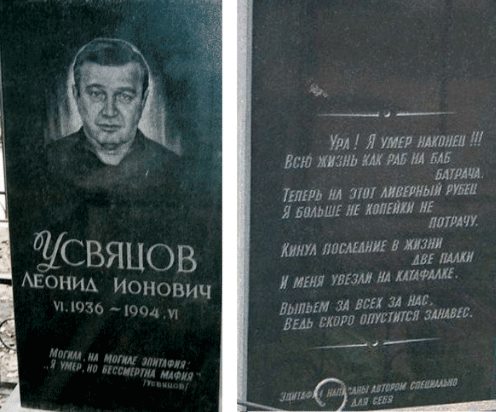 Усвяцов
Леонид Ионович
VI.1936 ~ 1994.VI
Могила, на могиле эпитафия:
"Я умер, но бессмертна мафия"
(Усвяцов)
Ура! Я умер наконец!!!
Всю жизнь как раб на баб
батрача.
Теперь на этот ливерный рубец
Я больше не копейки не
потрачу.
Кинул последние в жизни
две палки
И меня увезли на катафалке.
Выпьем за всех за нас.
Ведь скоро опустится занавес.
Эпитафии написаны автором специально
для себя